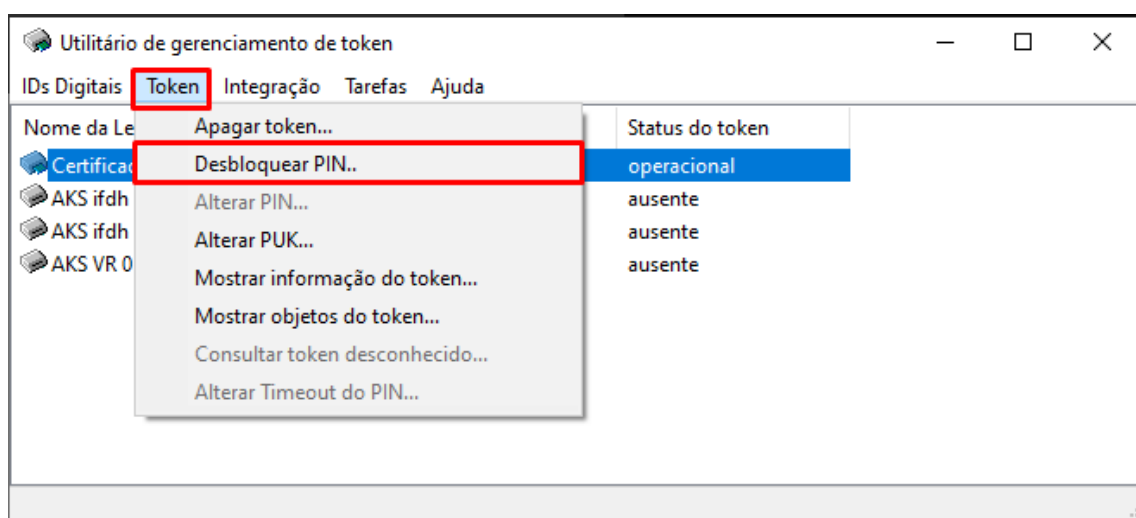 Utilitário de gerenciamento de token
IDs Digitais Token Integração Tarefas Ajuda
Nome da Le Status do token
Certificad operacional
AKS ifdh ausente
AKS ifdh ausente
AKS VR 0 ausente
Apagar token...
Desbloquear PIN..
Alterar PIN...
Alterar PUK...
Mostrar informação do token...
Mostrar objetos do token...
Consultar token desconhecido...
Alterar Timeout do PIN...